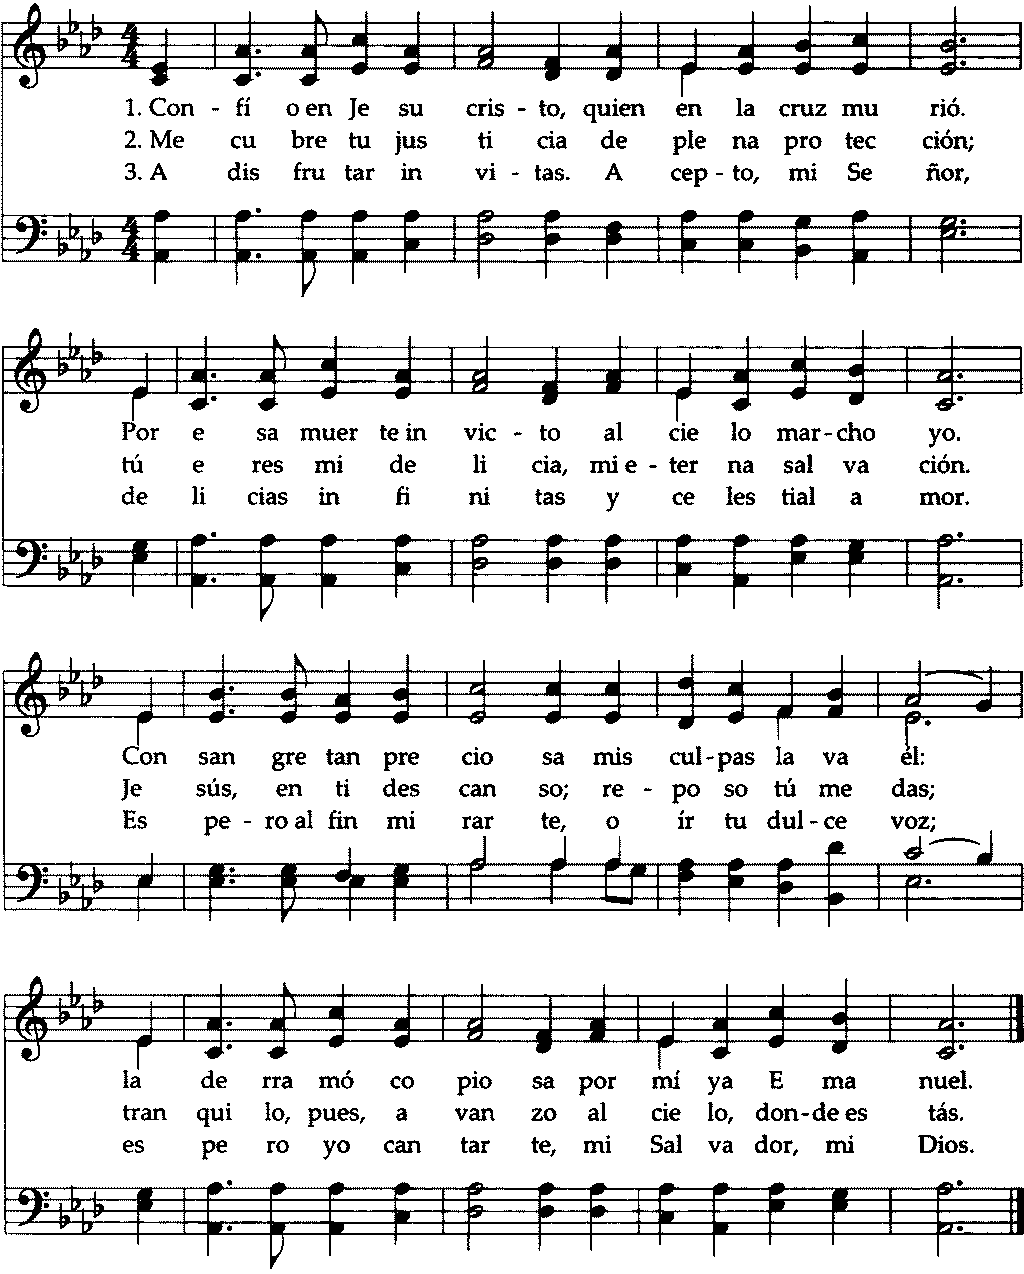 1. Con - fí o en Je su cris - to, quien en la cruz mu rió.
2. Me cu bre tu jus ti cia de ple na pro tec ción;
3. A dis fru tar in vi - tas. A cep - to, mi Se ñor,
Por e sa muer te in vic - to al cie lo mar - cho yo.
tú e res mi de li cia, mi e - ter na sal va ción.
de li cias in fi ni tas y ce les tial a mor.
Con san gre tan pre cio sa mis cul - pas la va él:
Je sús, en ti des can so; re - po so tú me das;
Es pe - ro al fin mi rar te, o ír tu dul - ce voz;
la de rra mó co pio sa por mí ya E ma nuel.
tran qui lo, pues, a van zo al cie lo, don - de es tás.
es pe ro yo can tar te, mi Sal va dor, mi Dios.